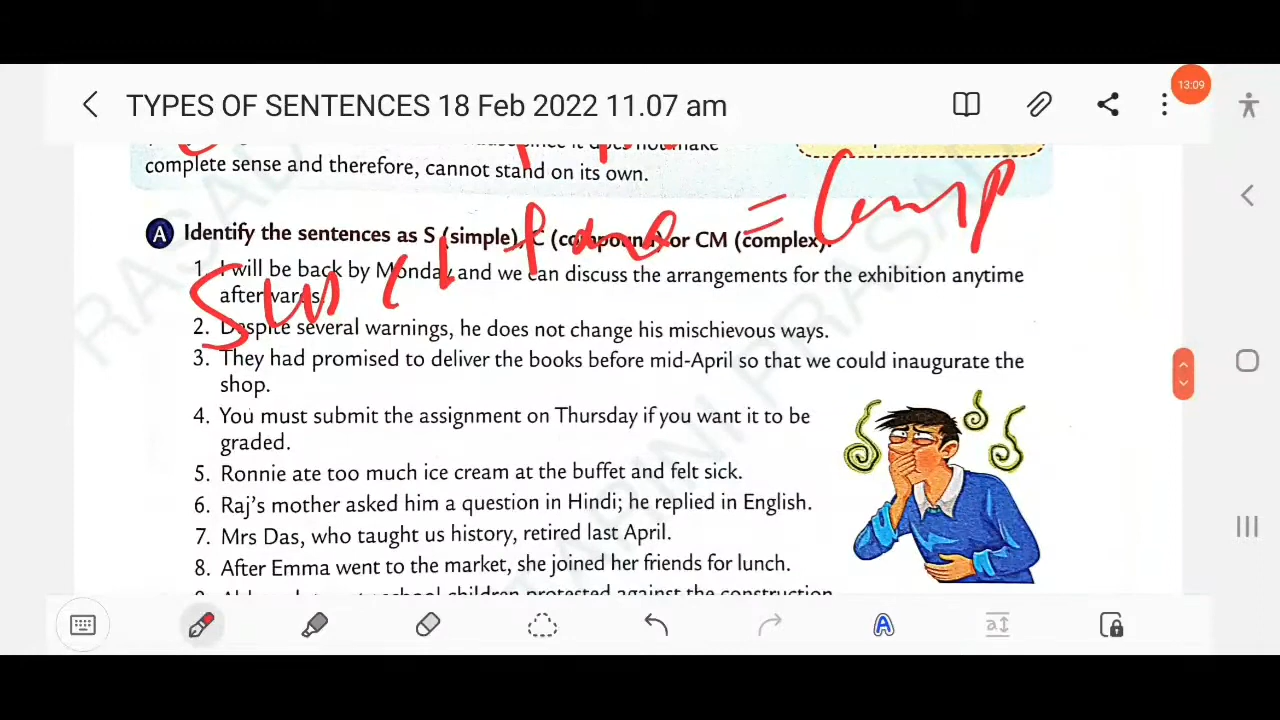 13:09
TYPES OF SENTENCES 18 Feb 2022 11.07 am
complete sense and therefore, cannot stand on its own.
A Identify the sentences as S (simple), C (compound) or CM (complex).
1. I will be back by Monday and we can discuss the arrangements for the exhibition anytime
afterwards.
2. Despite several warnings, he does not change his mischievous ways.
3. They had promised to deliver the books before mid-April so that we could inaugurate the
shop.
4. You must submit the assignment on Thursday if you want it to be
graded.
5. Ronnie ate too much ice cream at the buffet and felt sick.
6. Raj's mother asked him a question in Hindi; he replied in English.
7. Mrs Das, who taught us history, retired last April.
8. After Emma went to the market, she joined her friends for lunch.
children protested against the construction